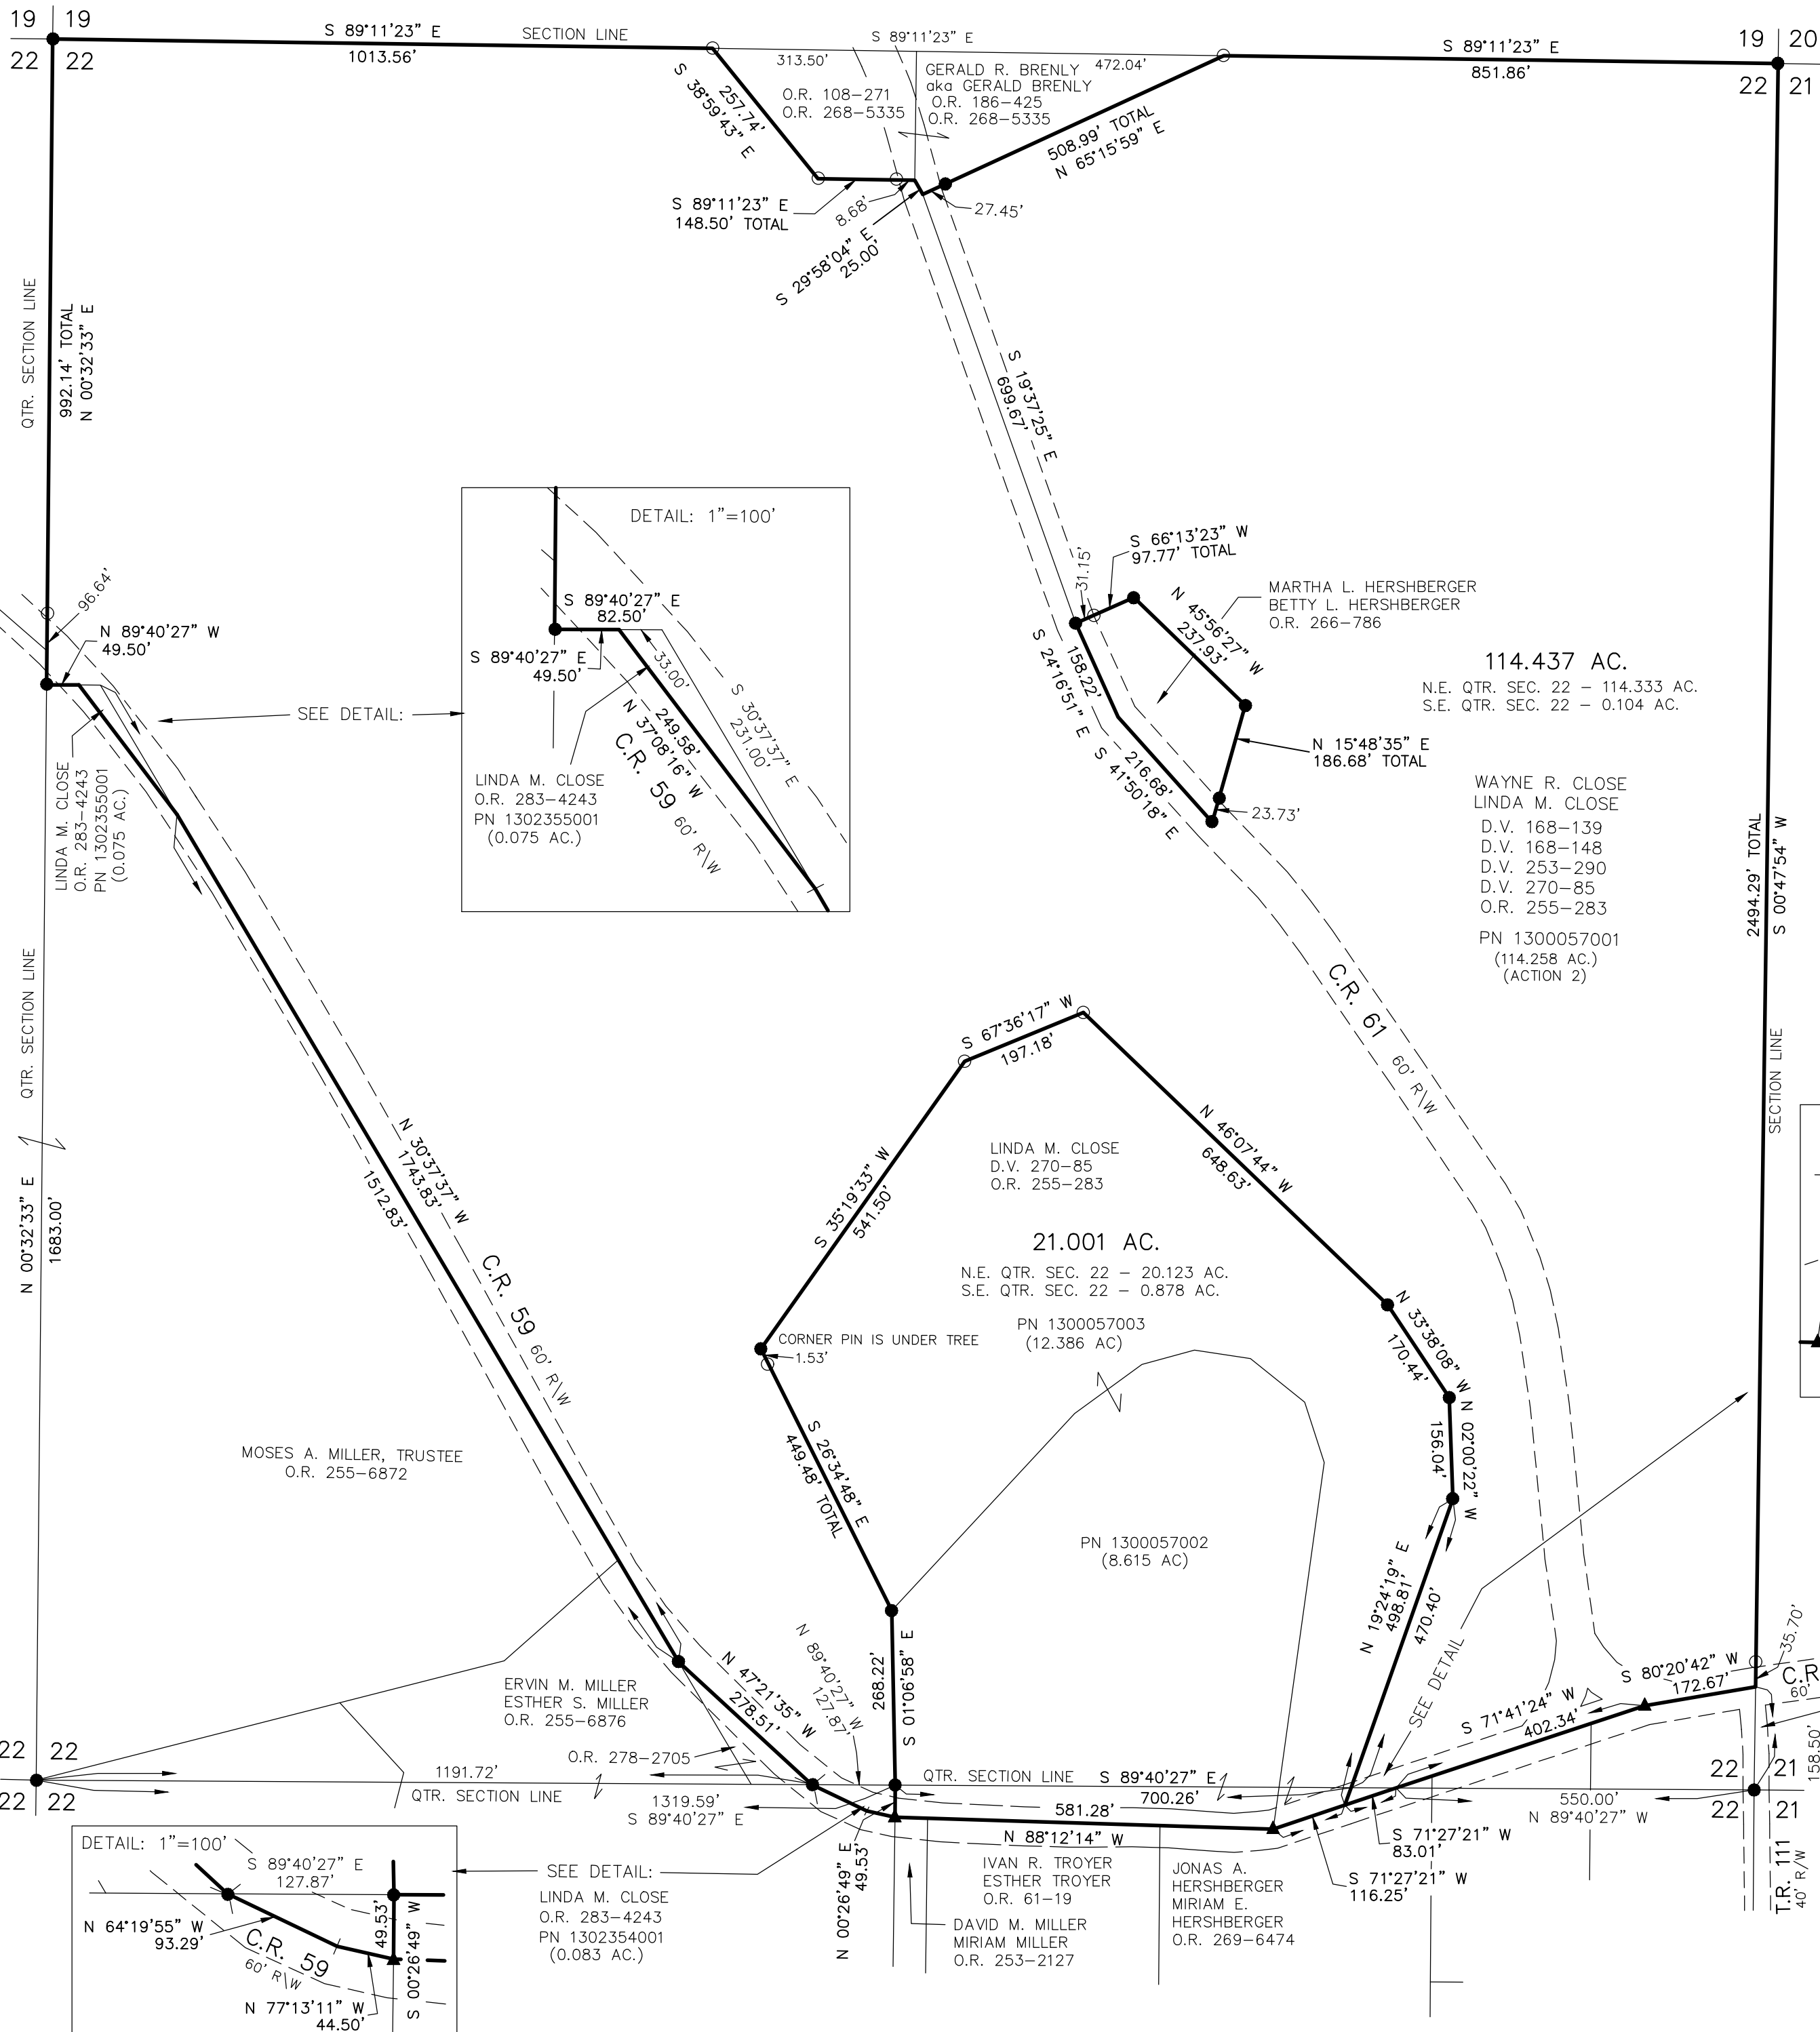 19 19
22 22
S 89°11'23" E
1013.56'
SECTION LINE
S 89°11'23" E
313.50'
472.04'
S 89°11'23" E
851.86'
19 20
22 21
GERALD R. BRENLY
aka GERALD BRENLY
O.R. 186-425
O.R. 268-5335
O.R. 108-271
O.R. 268-5335
257.74'
S 38°59'43" E
508.99' TOTAL
N 65°15'59" E
S 89°11'23" E
148.50' TOTAL
8.68'
27.45'
S 29°58'04" E
25.00'
QTR. SECTION LINE
992.14' TOTAL
N 00°32'33" E
S 19°37'25" E
699.67'
DETAIL: 1"=100'
S 89°40'27" E
82.50'
S 89°40'27" E
49.50'
33.00'
S 30°37'37" E
231.00'
249.58'
N 37°08'16" W
C.R. 59 60' R\W
LINDA M. CLOSE
O.R. 283-4243
PN 1302355001
(0.075 AC.)
96.64'
N 89°40'27" W
49.50'
SEE DETAIL:
LINDA M. CLOSE
O.R. 283-4243
PN 1302355001
(0.075 AC.)
31.15'
S 66°13'23" W
97.77' TOTAL
MARTHA L. HERSHBERGER
BETTY L. HERSHBERGER
O.R. 266-786
N 45°56'27" W
237.93'
158.22'
S 24°16'51" E
216.68'
S 41°50'18" E
N 15°48'35" E
186.68' TOTAL
23.73'
114.437 AC.
N.E. QTR. SEC. 22 - 114.333 AC.
S.E. QTR. SEC. 22 - 0.104 AC.
WAYNE R. CLOSE
LINDA M. CLOSE
D.V. 168-139
D.V. 168-148
D.V. 253-290
D.V. 270-85
O.R. 255-283
PN 1300057001
(114.258 AC.)
(ACTION 2)
2494.29' TOTAL
S 00°47'54" W
SECTION LINE
C.R. 61 60' R\W
QTR. SECTION LINE
N 00°32'33" E
1683.00'
S 67°36'17" W
197.18'
N 46°07'44" W
648.63'
S 35°19'33" W
541.50'
LINDA M. CLOSE
D.V. 270-85
O.R. 255-283
21.001 AC.
N.E. QTR. SEC. 22 - 20.123 AC.
S.E. QTR. SEC. 22 - 0.878 AC.
PN 1300057003
(12.386 AC)
CORNER PIN IS UNDER TREE
1.53'
N 33°38'08" W
170.44'
N 02°00'22" W
156.04'
N 30°37'37" W
1743.83'
1512.83'
C.R. 59 60' R\W
MOSES A. MILLER, TRUSTEE
O.R. 255-6872
S 26°34'48" E
449.48' TOTAL
PN 1300057002
(8.615 AC)
N 19°24'19" E
498.81'
470.40'
SEE DETAIL
S 80°20'42" W
172.67'
35.70'
S 71°41'24" W
402.34'
C.R
60'
158.50'
268.22'
S 01°06'58" E
N 89°40'27" W
127.87'
N 47°21'35" W
278.51'
ERVIN M. MILLER
ESTHER S. MILLER
O.R. 255-6876
O.R. 278-2705
22 22
22 22
1191.72'
QTR. SECTION LINE
1319.59'
S 89°40'27" E
QTR. SECTION LINE
S 89°40'27" E
700.26'
581.28'
N 88°12'14" W
22 21
22 21
550.00'
N 89°40'27" W
S 71°27'21" W
83.01'
S 71°27'21" W
116.25'
N 00°26'49" E
49.53'
T.R. 111
40' R/W
SEE DETAIL:
LINDA M. CLOSE
O.R. 283-4243
PN 1302354001
(0.083 AC.)
IVAN R. TROYER
ESTHER TROYER
O.R. 61-19
DAVID M. MILLER
MIRIAM MILLER
O.R. 253-2127
JONAS A.
HERSHBERGER
MIRIAM E.
HERSHBERGER
O.R. 269-6474
DETAIL: 1"=100'
S 89°40'27" E
127.87'
N 64°19'55" W
93.29'
C.R. 59
60' R\W
49.53'
S 00°26'49" W
N 77°13'11" W
44.50'